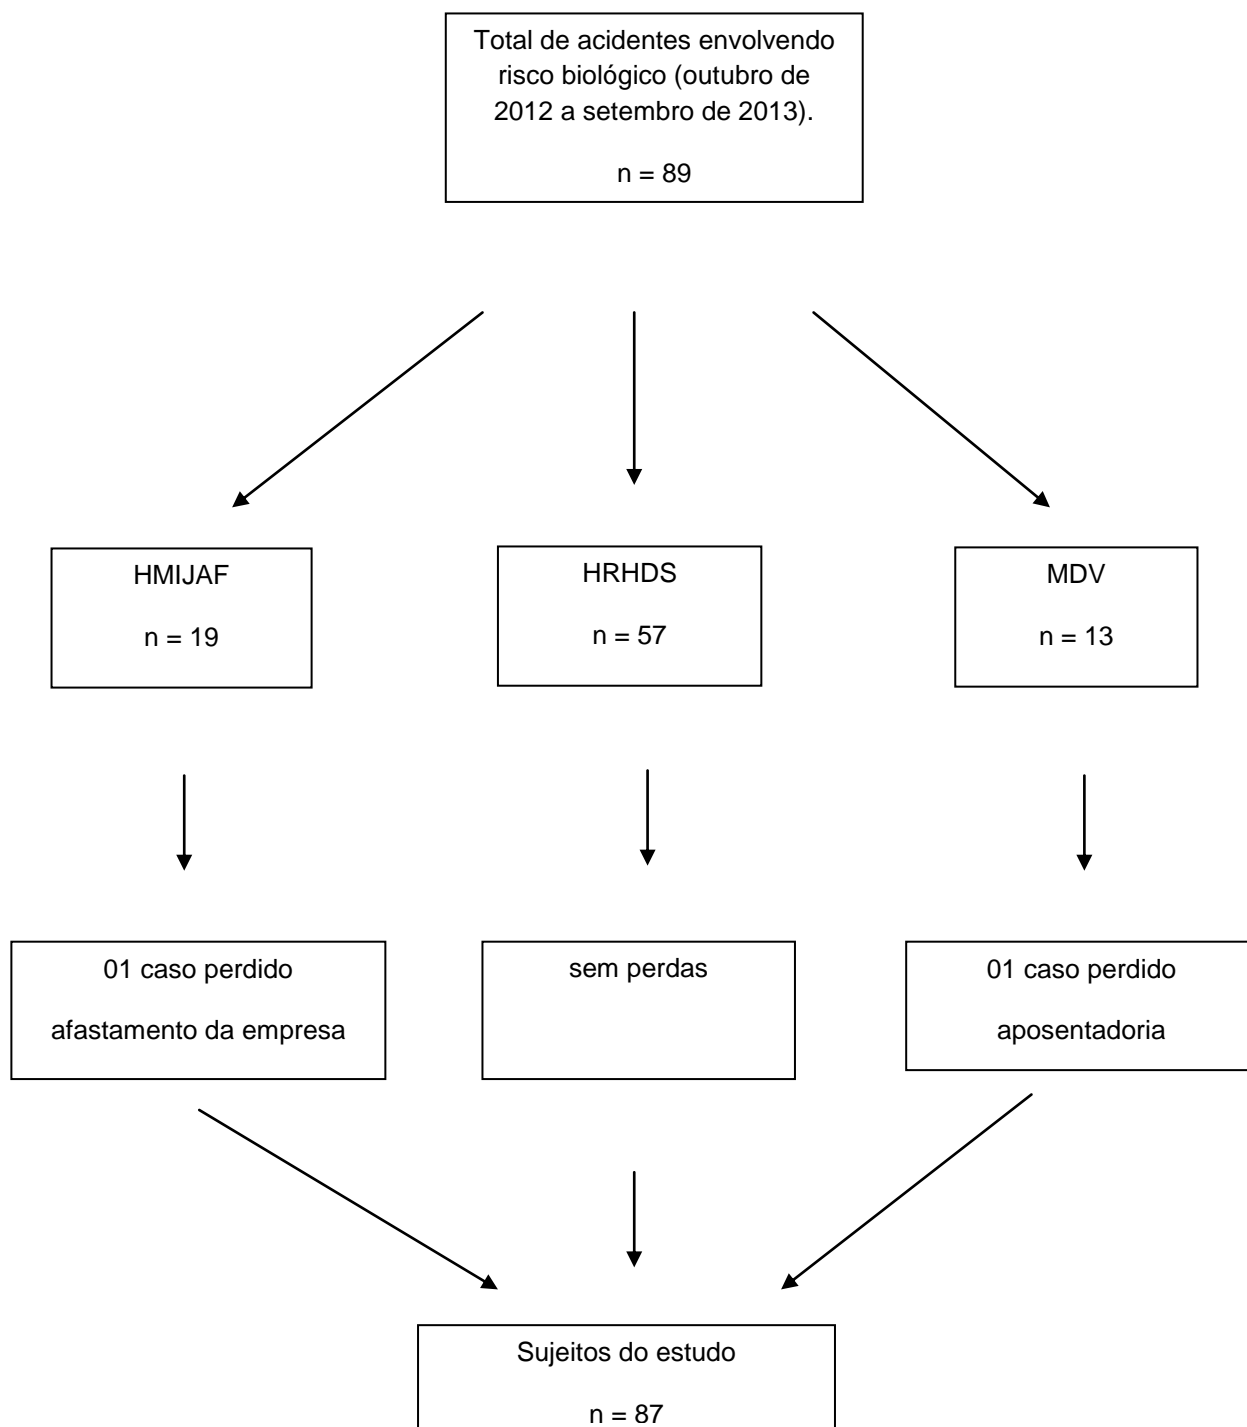 Total de acidentes envolvendo
risco biológico (outubro de
2012 a setembro de 2013).
n = 89
HMIJAF
n = 19
HRHDS
n = 57
MDV
n = 13
01 caso perdido
afastamento da empresa
sem perdas
01 caso perdido
aposentadoria
Sujeitos do estudo
n = 87